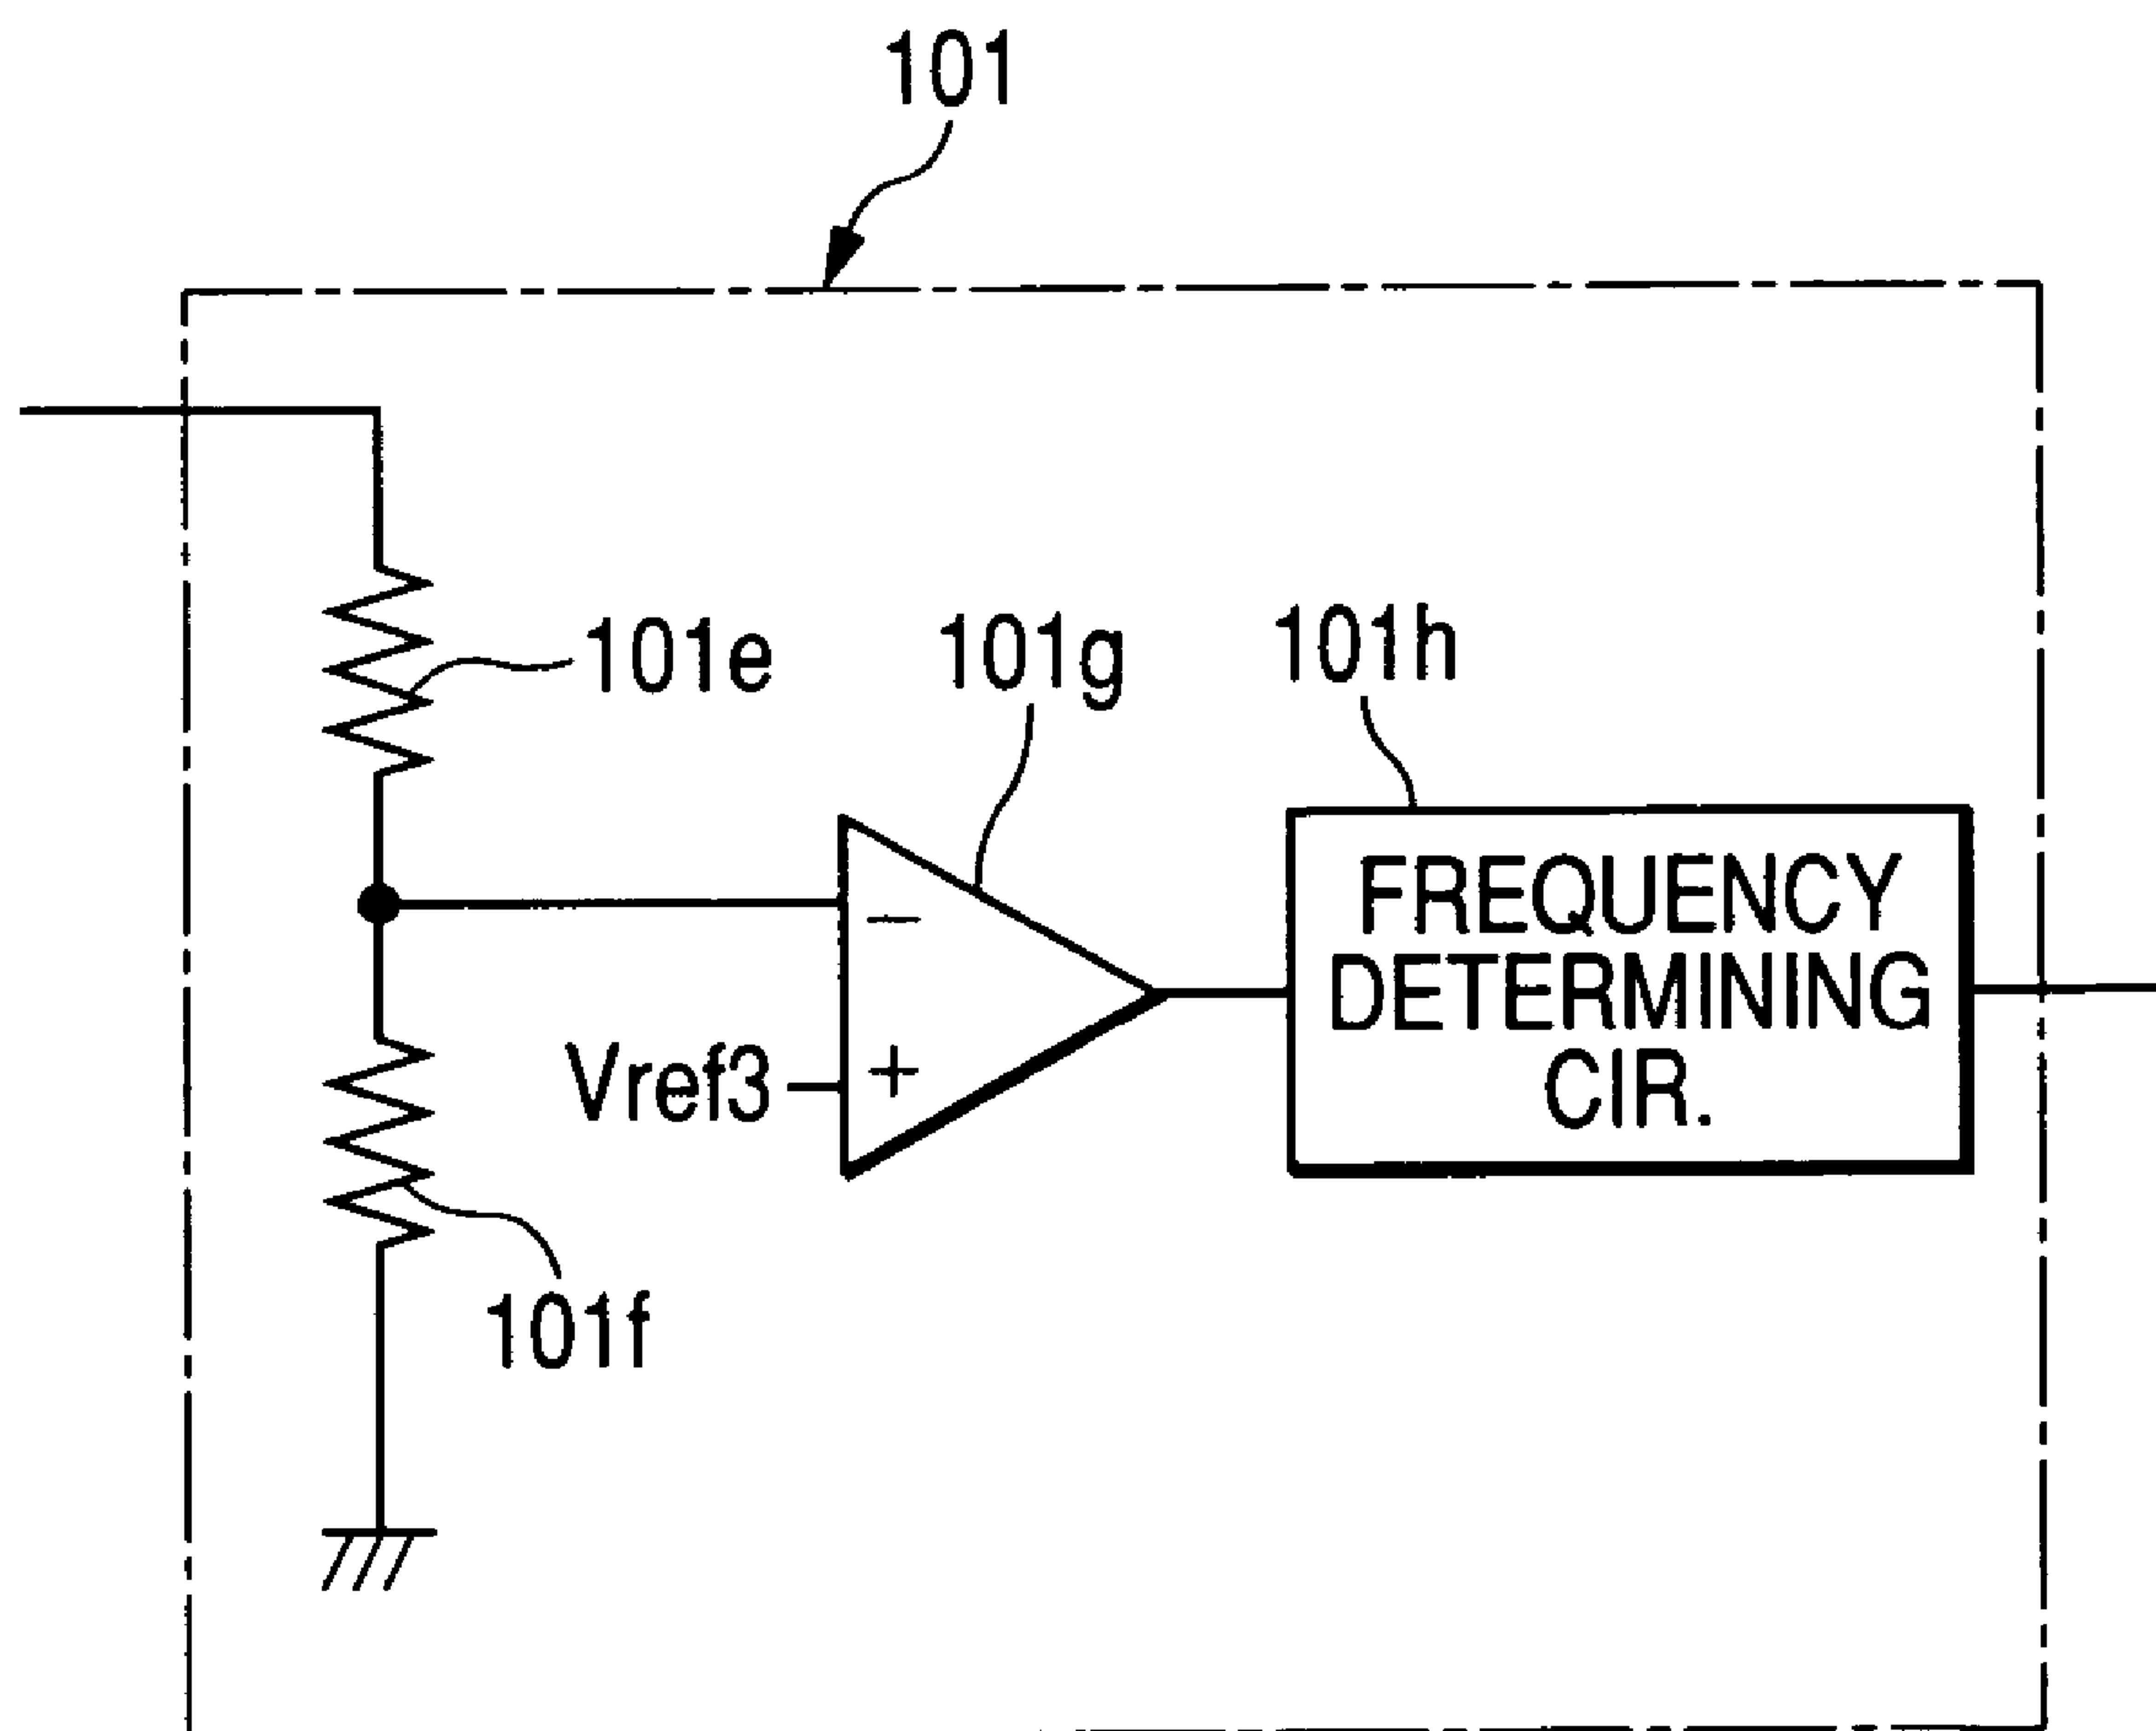 101
101e
101g
101h
FREQUENCY
DETERMINING
CIR.
−
Vref3
+
101f